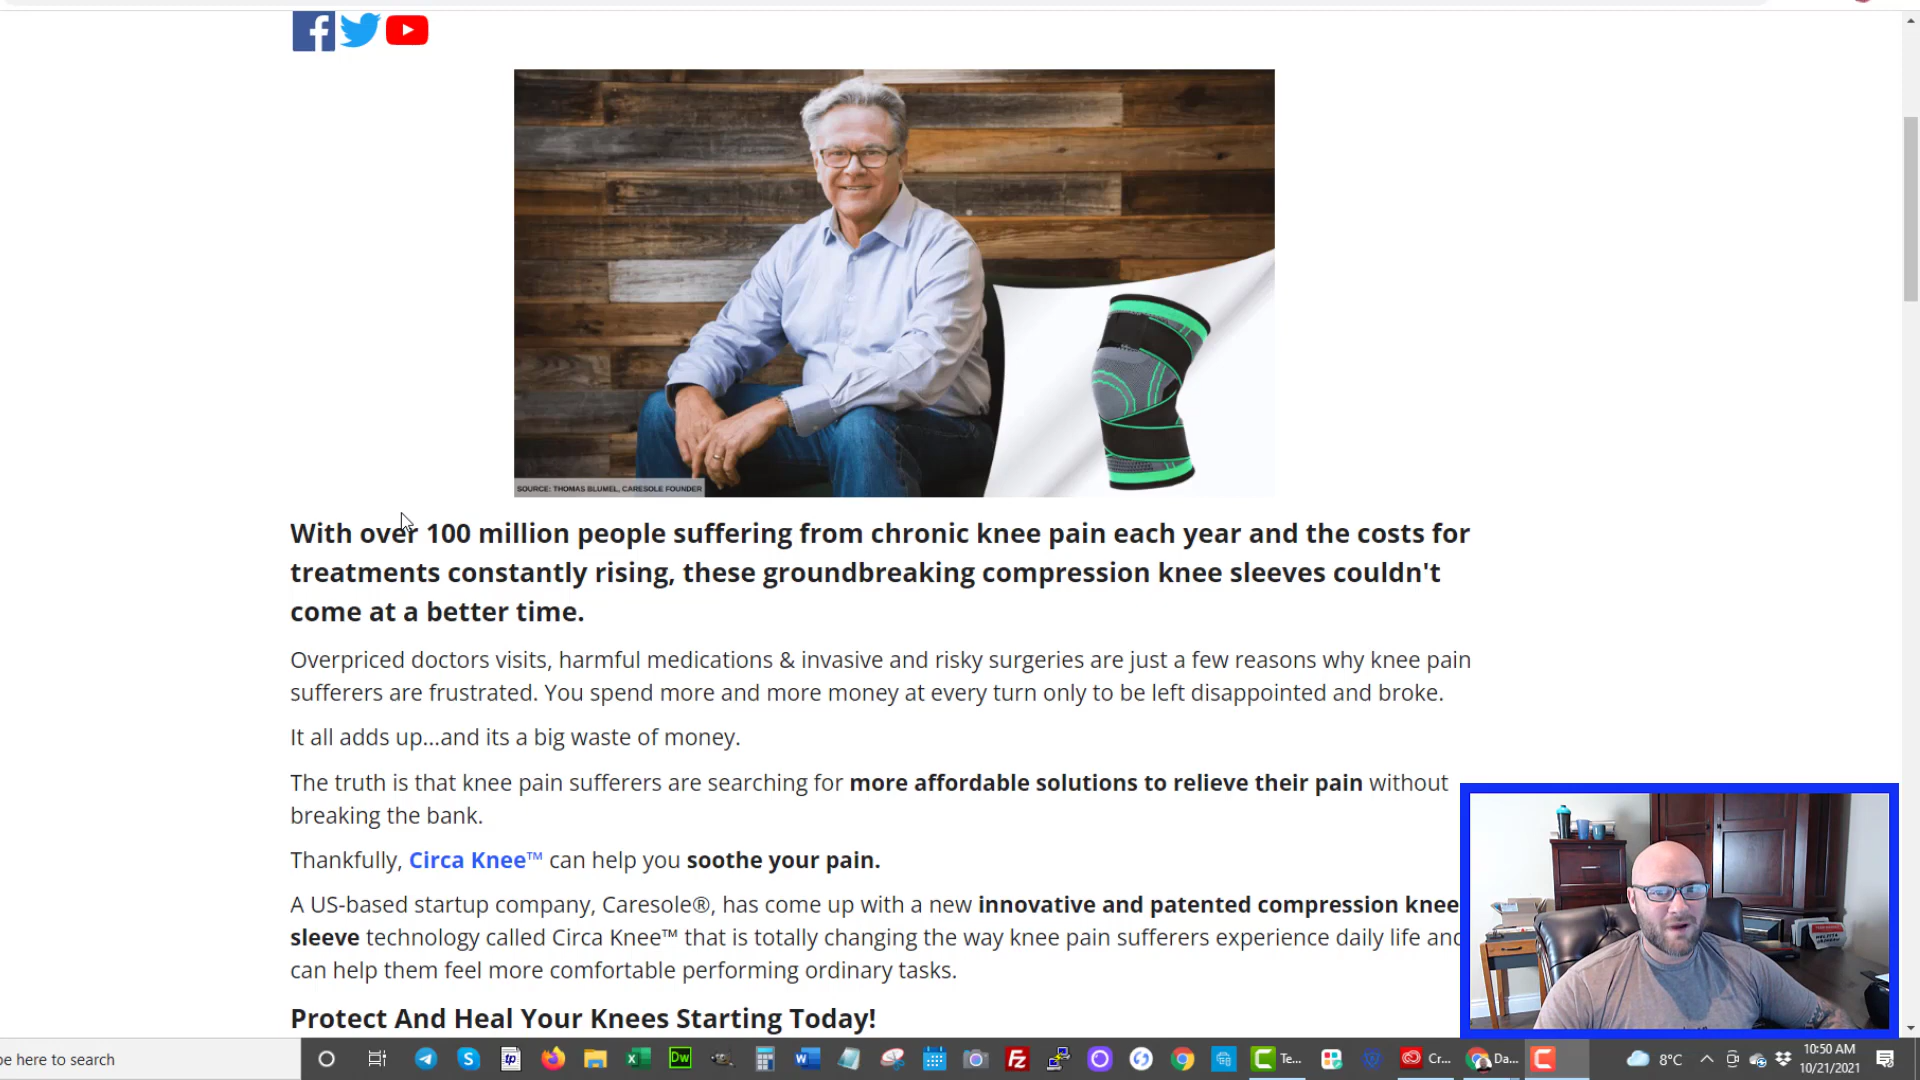 SOURCE: THOMAS BLUMEL, CARESOLE FOUNDER
With over 100 million people suffering from chronic knee pain each year and the costs for
treatments constantly rising, these groundbreaking compression knee sleeves couldn't
come at a better time.
Overpriced doctors visits, harmful medications & invasive and risky surgeries are just a few reasons why knee pain
sufferers are frustrated. You spend more and more money at every turn only to be left disappointed and broke.
It all adds up...and its a big waste of money.
The truth is that knee pain sufferers are searching for more affordable solutions to relieve their pain without
breaking the bank.
Thankfully, Circa Knee™ can help you soothe your pain.
A US-based startup company, Caresole®, has come up with a new innovative and patented compression knee
sleeve technology called Circa Knee™ that is totally changing the way knee pain sufferers experience daily life and
can help them feel more comfortable performing ordinary tasks.
Protect And Heal Your Knees Starting Today!
pe here to search
tp
Dw
Te...
Cr...
Da...
8°C
10:50 AM
10/21/2021